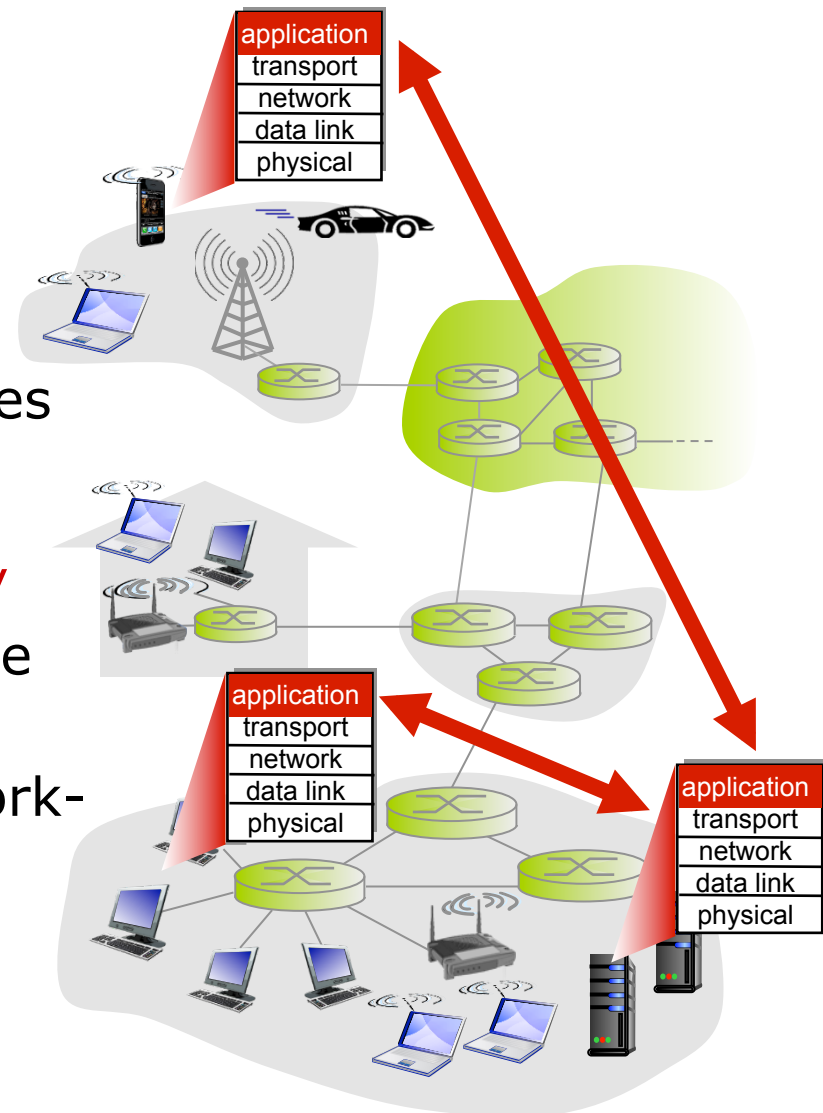 application
transport
network
data link
physical
es
y
e
application
transport
network
data link
physical
ork-
application
transport
network
data link
physical